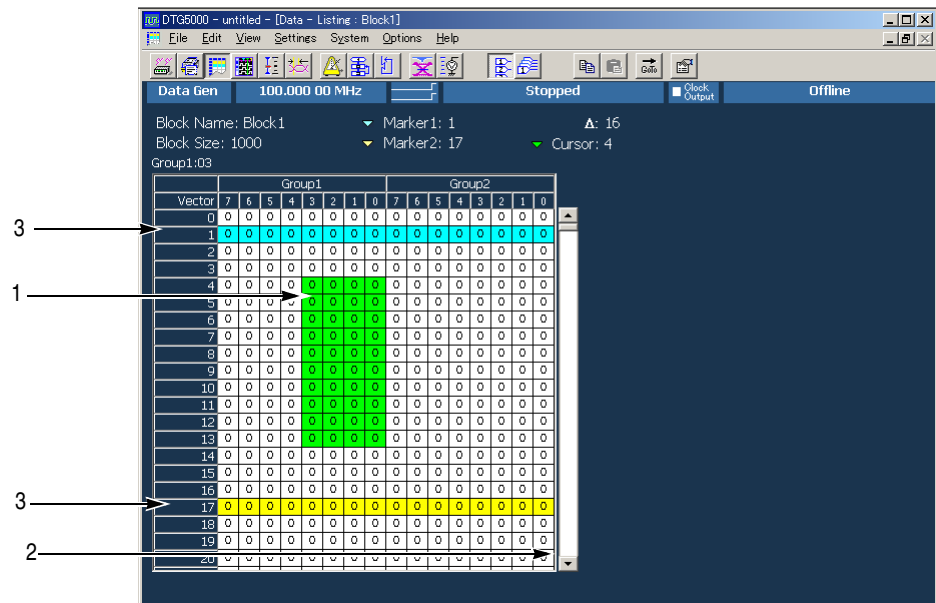 DTG5000 - untitled - [Data - Listing : Block1]
File Edit View Settings System Options Help
Goto
Data Gen 100.000 00 MHz Stopped Clock Output Offline
Block Name: Block1 Marker1: 1 Δ: 16
Block Size: 1000 Marker2: 17 Cursor: 4
Group1:03
Group1 Group2
Vector 7 6 5 4 3 2 1 0 7 6 5 4 3 2 1 0
0 0 0 0 0 0 0 0 0 0 0 0 0 0 0 0 0
3 1 0 0 0 0 0 0 0 0 0 0 0 0 0 0 0 0
2 0 0 0 0 0 0 0 0 0 0 0 0 0 0 0 0
3 0 0 0 0 0 0 0 0 0 0 0 0 0 0 0 0
4 0 0 0 0 0 0 0 0 0 0 0 0 0 0 0 0
1 5 0 0 0 0 0 0 0 0 0 0 0 0 0 0 0 0
6 0 0 0 0 0 0 0 0 0 0 0 0 0 0 0 0
7 0 0 0 0 0 0 0 0 0 0 0 0 0 0 0 0
8 0 0 0 0 0 0 0 0 0 0 0 0 0 0 0 0
9 0 0 0 0 0 0 0 0 0 0 0 0 0 0 0 0
10 0 0 0 0 0 0 0 0 0 0 0 0 0 0 0 0
11 0 0 0 0 0 0 0 0 0 0 0 0 0 0 0 0
12 0 0 0 0 0 0 0 0 0 0 0 0 0 0 0 0
13 0 0 0 0 0 0 0 0 0 0 0 0 0 0 0 0
14 0 0 0 0 0 0 0 0 0 0 0 0 0 0 0 0
15 0 0 0 0 0 0 0 0 0 0 0 0 0 0 0 0
16 0 0 0 0 0 0 0 0 0 0 0 0 0 0 0 0
3 17 0 0 0 0 0 0 0 0 0 0 0 0 0 0 0 0
18 0 0 0 0 0 0 0 0 0 0 0 0 0 0 0 0
19 0 0 0 0 0 0 0 0 0 0 0 0 0 0 0 0
2 20 0 0 0 0 0 0 0 0 0 0 0 0 0 0 0 0